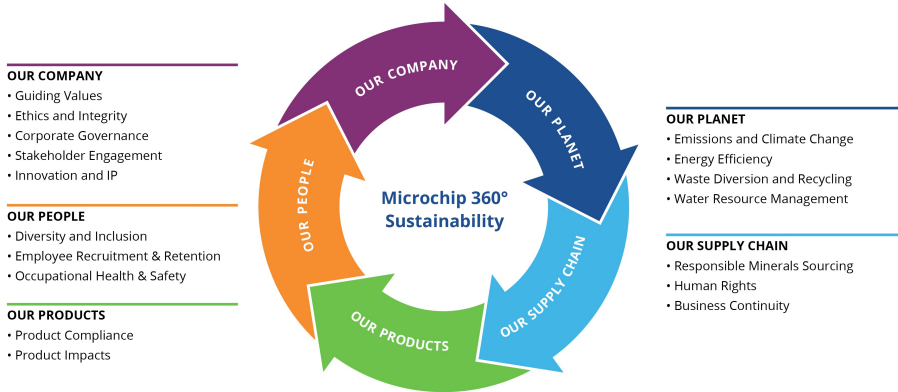 OUR COMPANY
• Guiding Values
• Ethics and Integrity
• Corporate Governance
• Stakeholder Engagement
• Innovation and IP
OUR PEOPLE
• Diversity and Inclusion
• Employee Recruitment & Retention
• Occupational Health & Safety
OUR PRODUCTS
• Product Compliance
• Product Impacts
OUR COMPANY
OUR PLANET
OUR SUPPLY CHAIN
OUR PRODUCTS
OUR PEOPLE
Microchip 360°
Sustainability
OUR PLANET
• Emissions and Climate Change
• Energy Efficiency
• Waste Diversion and Recycling
• Water Resource Management
OUR SUPPLY CHAIN
• Responsible Minerals Sourcing
• Human Rights
• Business Continuity